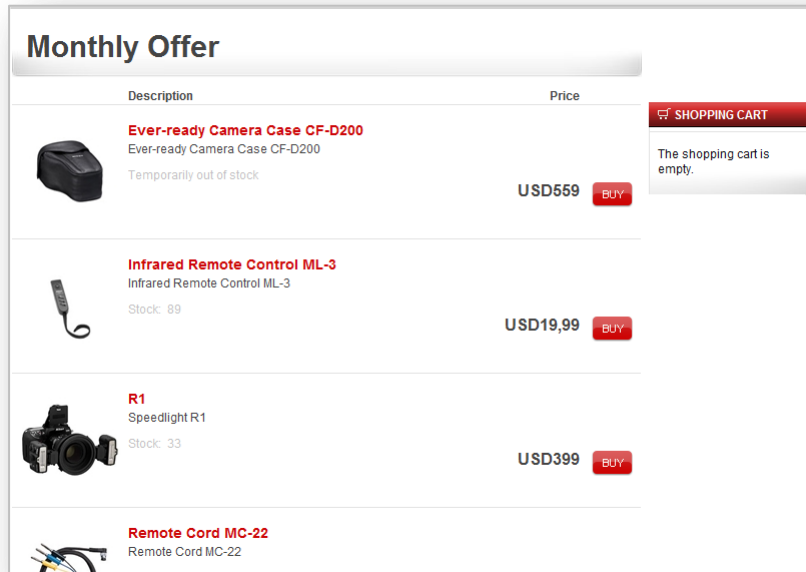 Monthly Offer
Description Price
Ever-ready Camera Case CF-D200
Ever-ready Camera Case CF-D200
Temporarily out of stock
USD559 BUY
Infrared Remote Control ML-3
Infrared Remote Control ML-3
Stock: 89
USD19,99 BUY
R1
Speedlight R1
Stock: 33
USD399 BUY
Remote Cord MC-22
Remote Cord MC-22
SHOPPING CART
The shopping cart is
empty.